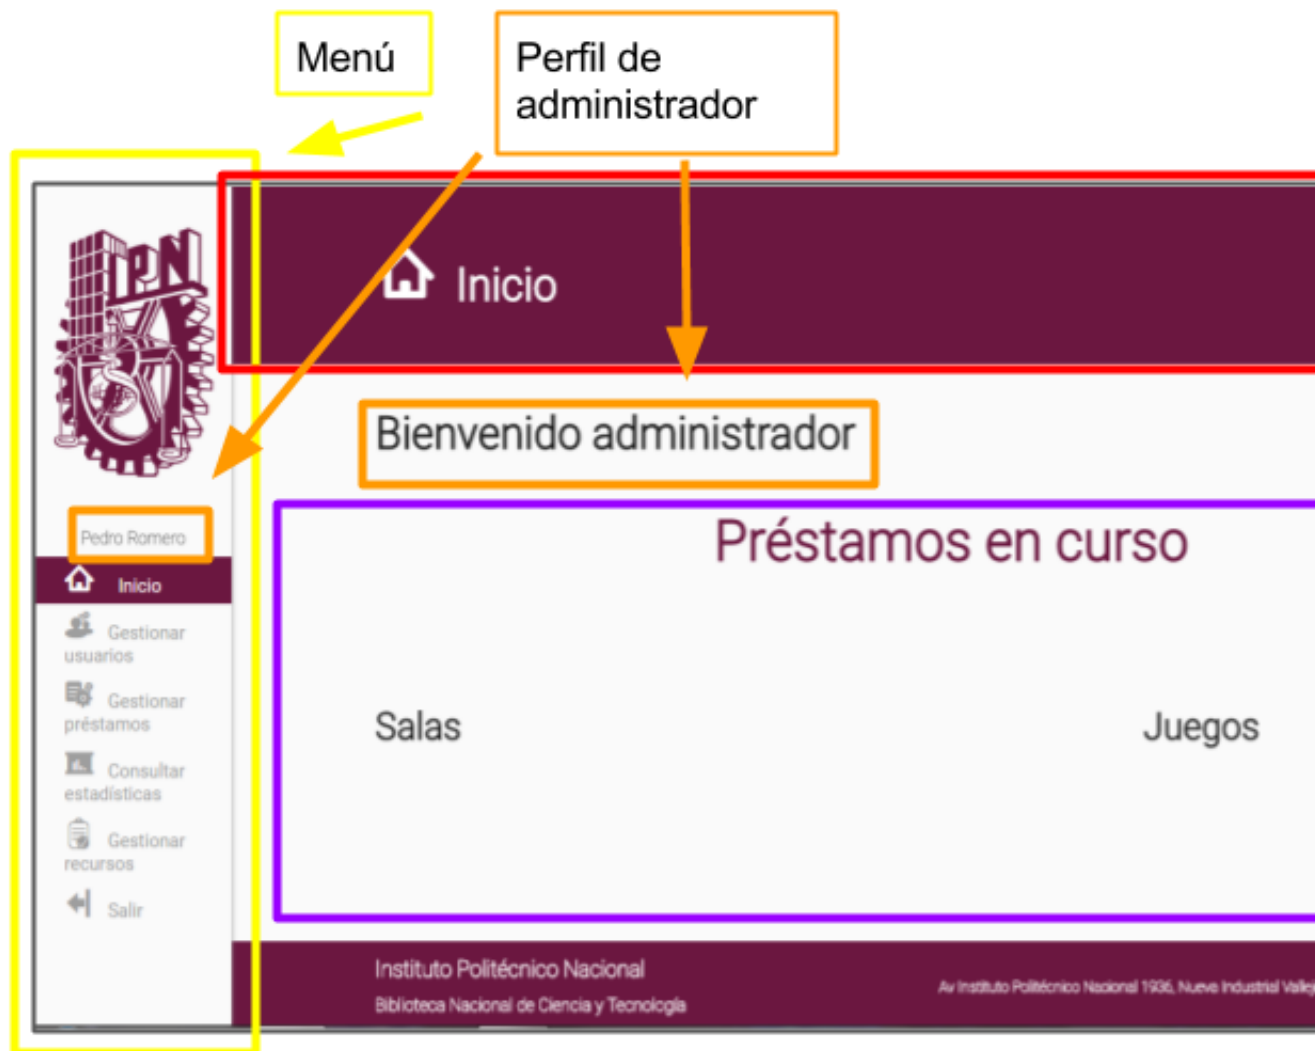 Menú
Perfil de
administrador
IPN
Inicio
Bienvenido administrador
Pedro Romero
Inicio
Gestionar
usuarios
Gestionar
préstamos
Consultar
estadísticas
Gestionar
recursos
Salir
Préstamos en curso
Salas
Juegos
Instituto Politécnico Nacional
Biblioteca Nacional de Ciencia y Tecnología
Av Instituto Politécnico Nacional 1936, Nueva Industrial Vallej